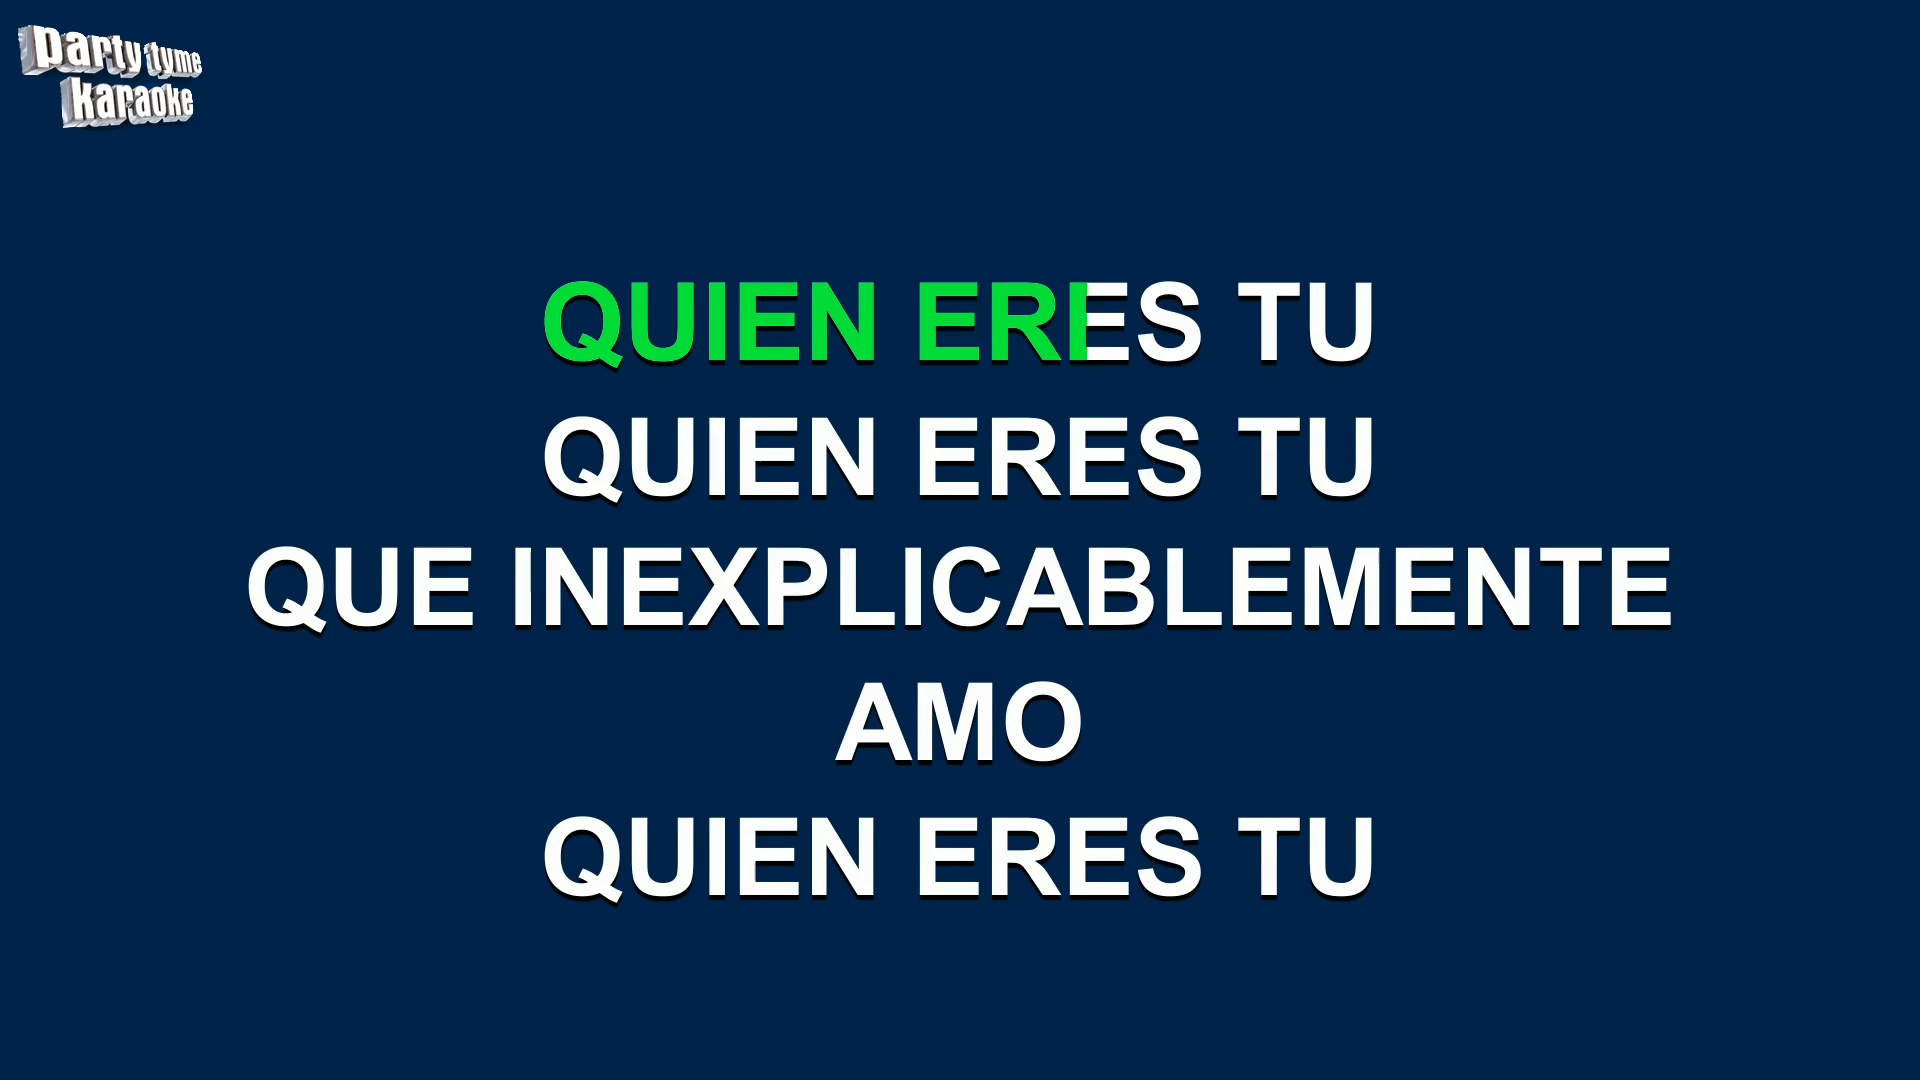 party tyme
karaoke
QUIEN ERES TU
QUIEN ERES TU
QUE INEXPLICABLEMENTE
AMO
QUIEN ERES TU